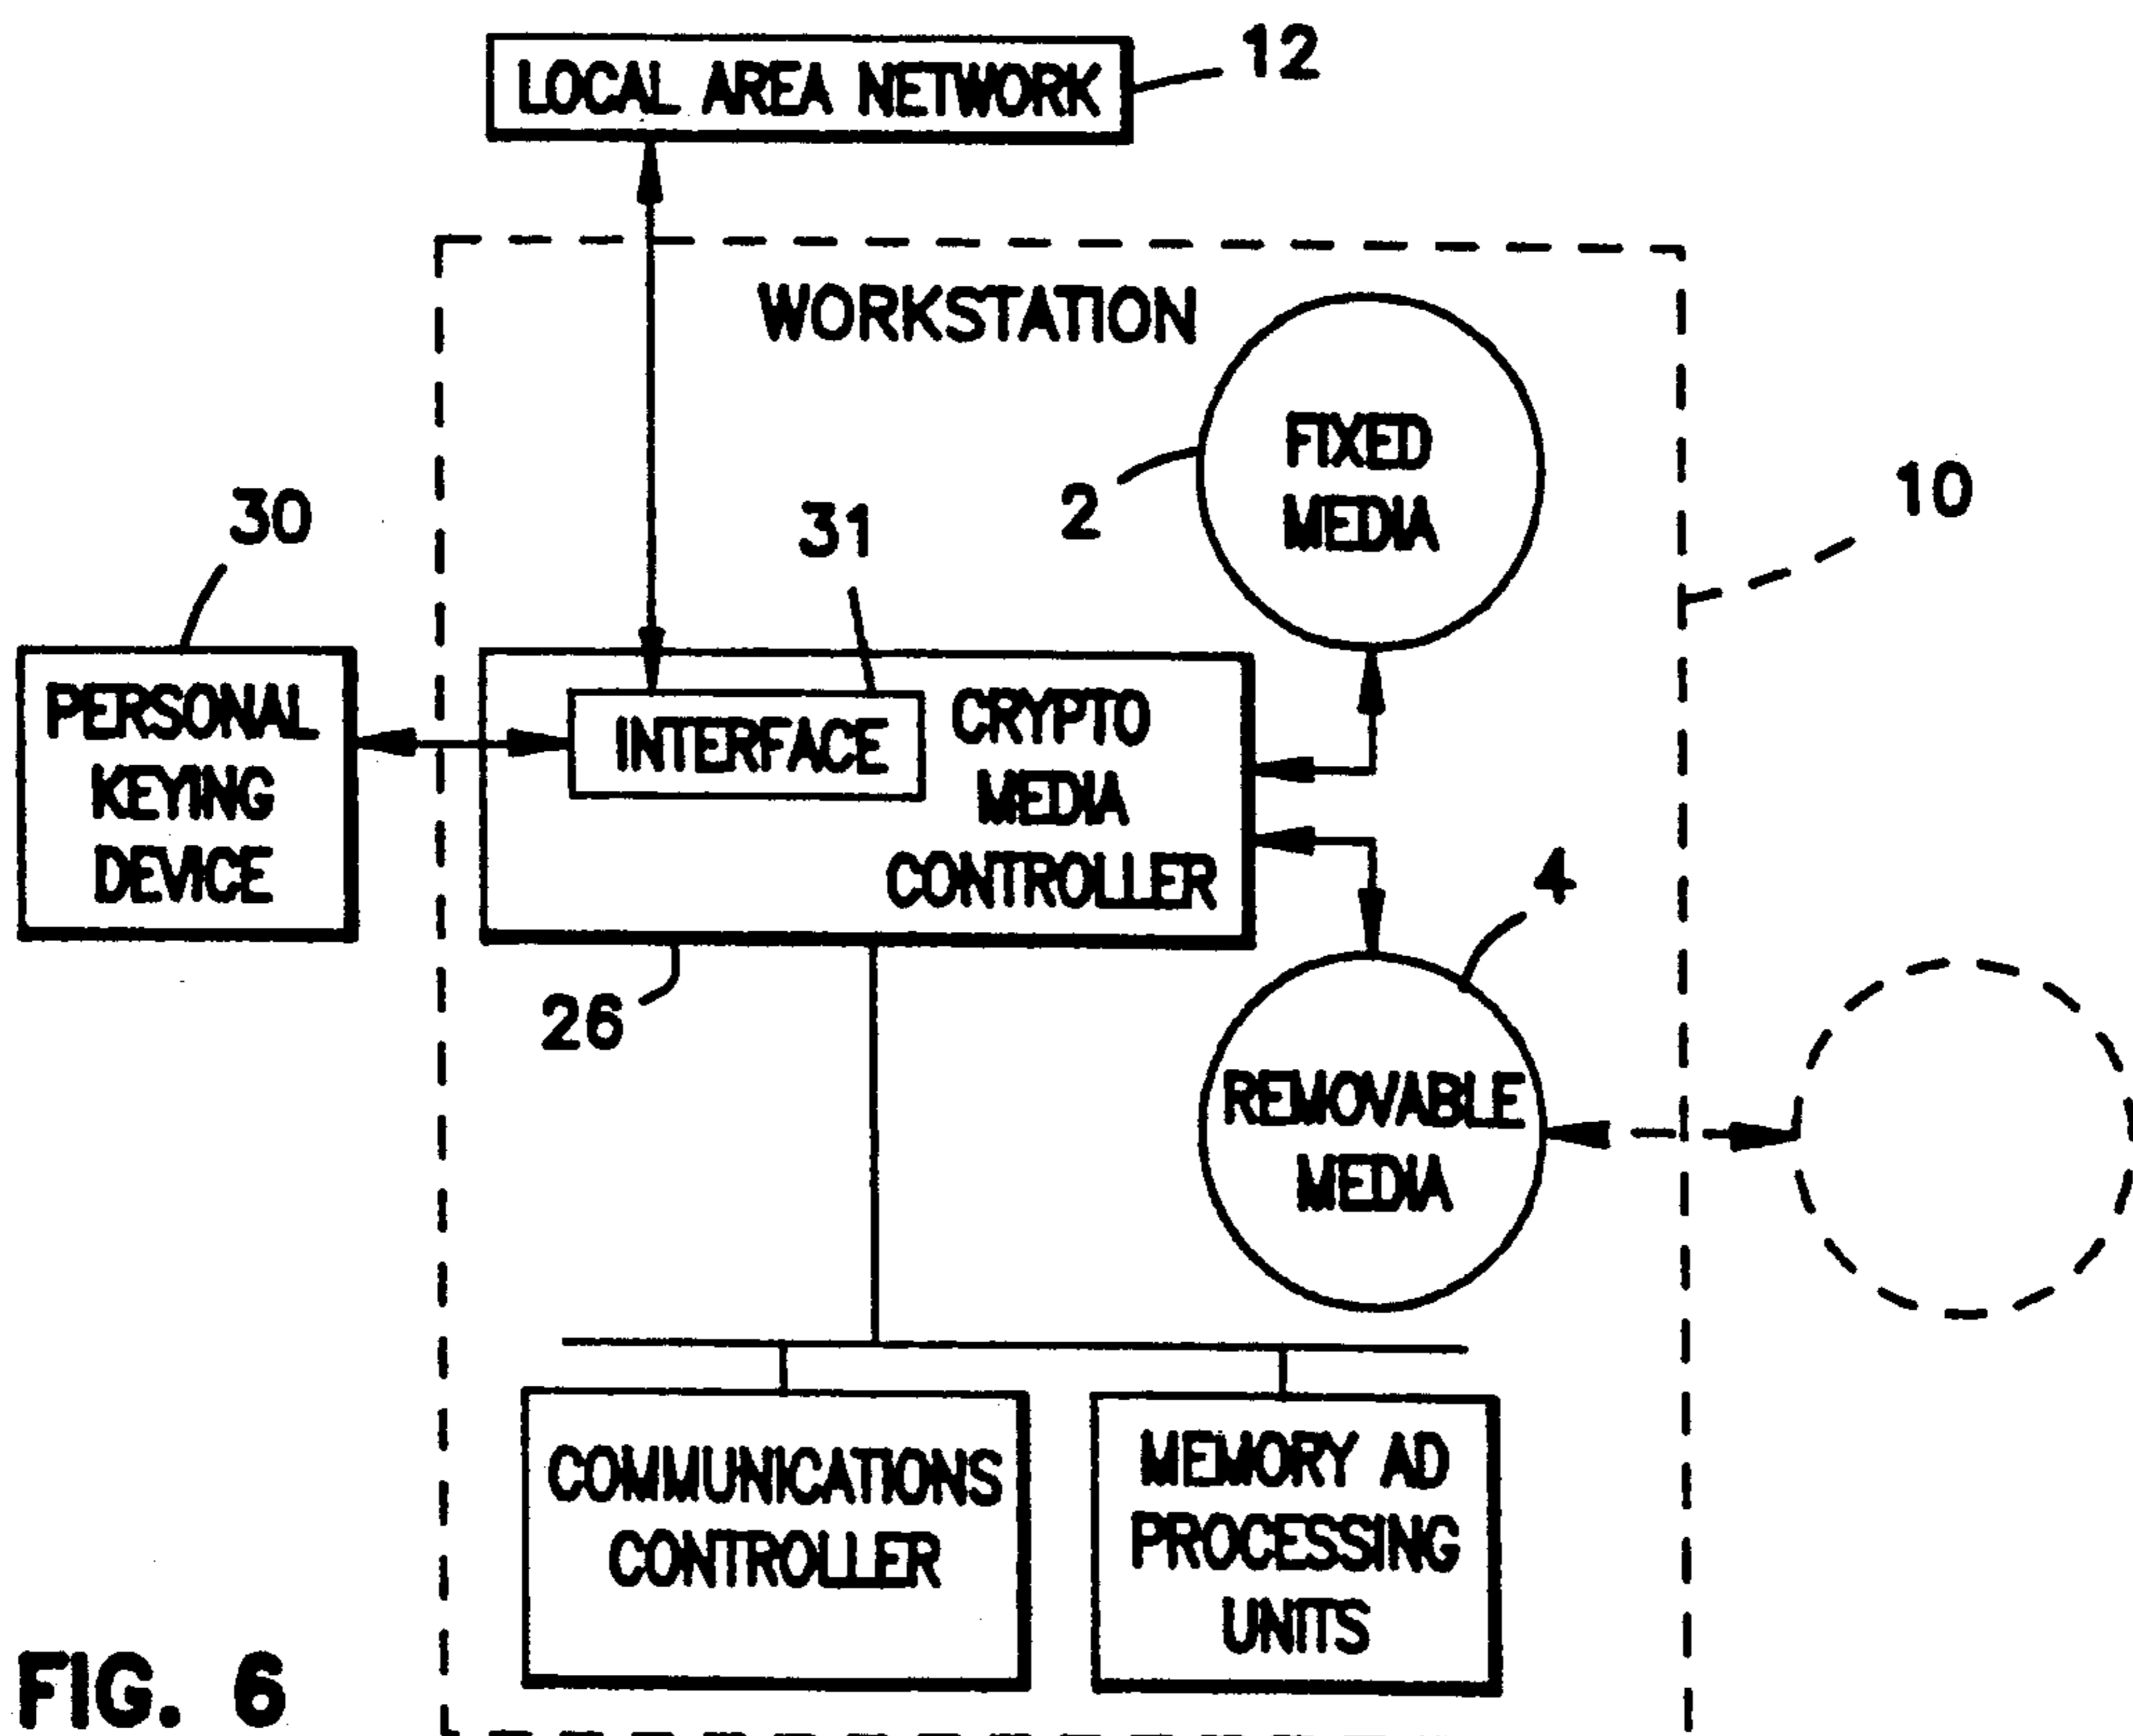 LOCAL AREA NETWORK
12
WORKSTATION
FIXED
MEDIA
2
10
30
31
PERSONAL
KEYING
DEVICE
INTERFACE
CRYPTO
MEDIA
CONTROLLER
4
26
REMOVABLE
MEDIA
COMMUNICATIONS
CONTROLLER
MEMORY AD
PROCESSING
UNITS
FIG. 6